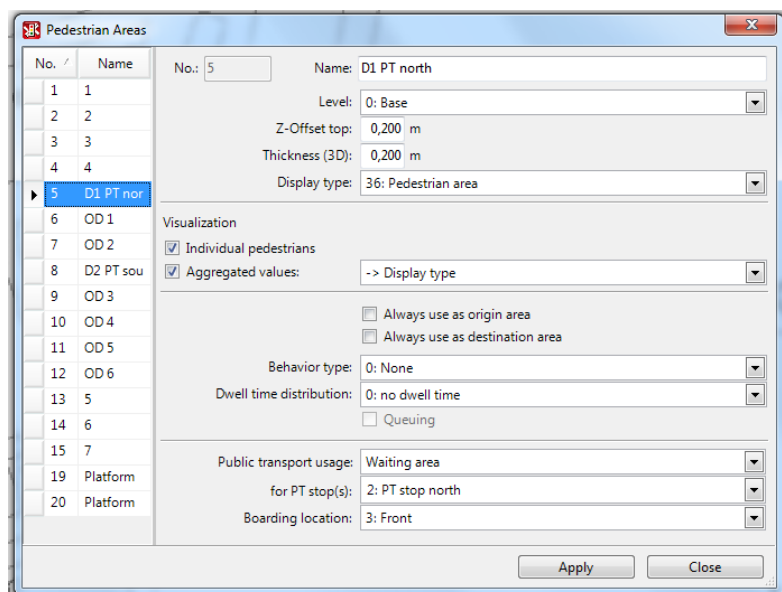 Pedestrian Areas
No. Name
1 1
2 2
3 3
4 4
5 D1 PT nor
6 OD 1
7 OD 2
8 D2 PT sou
9 OD 3
10 OD 4
11 OD 5
12 OD 6
13 5
14 6
15 7
19 Platform
20 Platform
No.: 5 Name: D1 PT north
Level: 0: Base
Z-Offset top: 0,200 m
Thickness (3D): 0,200 m
Display type: 36: Pedestrian area
Visualization
Individual pedestrians
Aggregated values: -> Display type
Always use as origin area
Always use as destination area
Behavior type: 0: None
Dwell time distribution: 0: no dwell time
Queuing
Public transport usage: Waiting area
for PT stop(s): 2: PT stop north
Boarding location: 3: Front
Apply Close